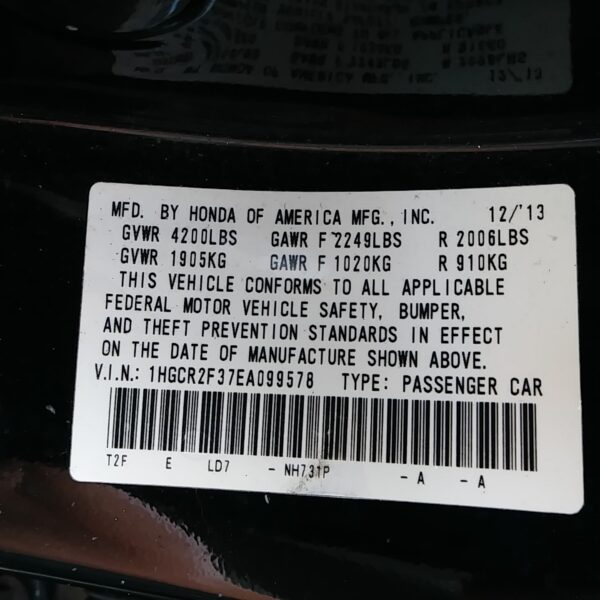 MFD. BY HONDA OF AMERICA MFG., INC. 12/'13
GVWR 4200LBS GAWR F 2249LBS R 2006LBS
GVWR 1905KG GAWR F 1020KG R 910KG
THIS VEHICLE CONFORMS TO ALL APPLICABLE
FEDERAL MOTOR VEHICLE SAFETY, BUMPER,
AND THEFT PREVENTION STANDARDS IN EFFECT
ON THE DATE OF MANUFACTURE SHOWN ABOVE.
V.I.N.: 1HGCR2F37EA099578 TYPE: PASSENGER CAR
T2F E LD7 - NH731P - A - A